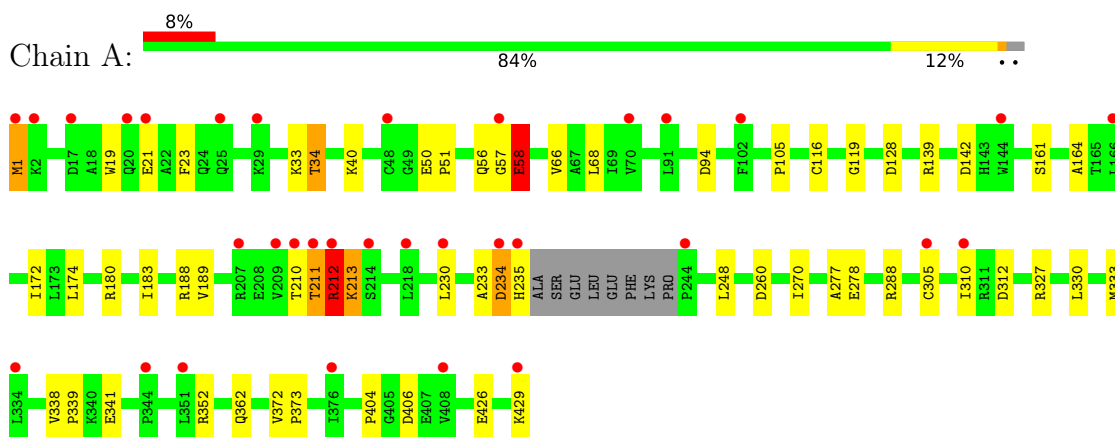 8%
Chain A:
84% 12% • •
M1 K2 D17 A18 W19 Q20 E21 A22 F23 Q24 Q25 K29 K33 T34 K40 C48 G49 E50 P51 Q56 G57 E58 V66 A67 L68 I69 V70 L91 D94 F102 P105 C116 G119 D128 R139 D142 H143 W144 S161 A164 T165 L166
I172 L173 L174 R180 I183 R188 V189 R207 E208 V209 T210 T211 R212 K213 S214 L218 L230 A233 D234 H235 ALA SER GLU LEU GLU PHE LYS PRO P244 L248 D260 I270 A277 E278 R288 C305 I310 R311 D312 R327 L330 M333
L334 V338 P339 K340 E341 P344 L351 R352 Q362 V372 P373 I376 P404 G405 D406 E407 V408 E426 K429